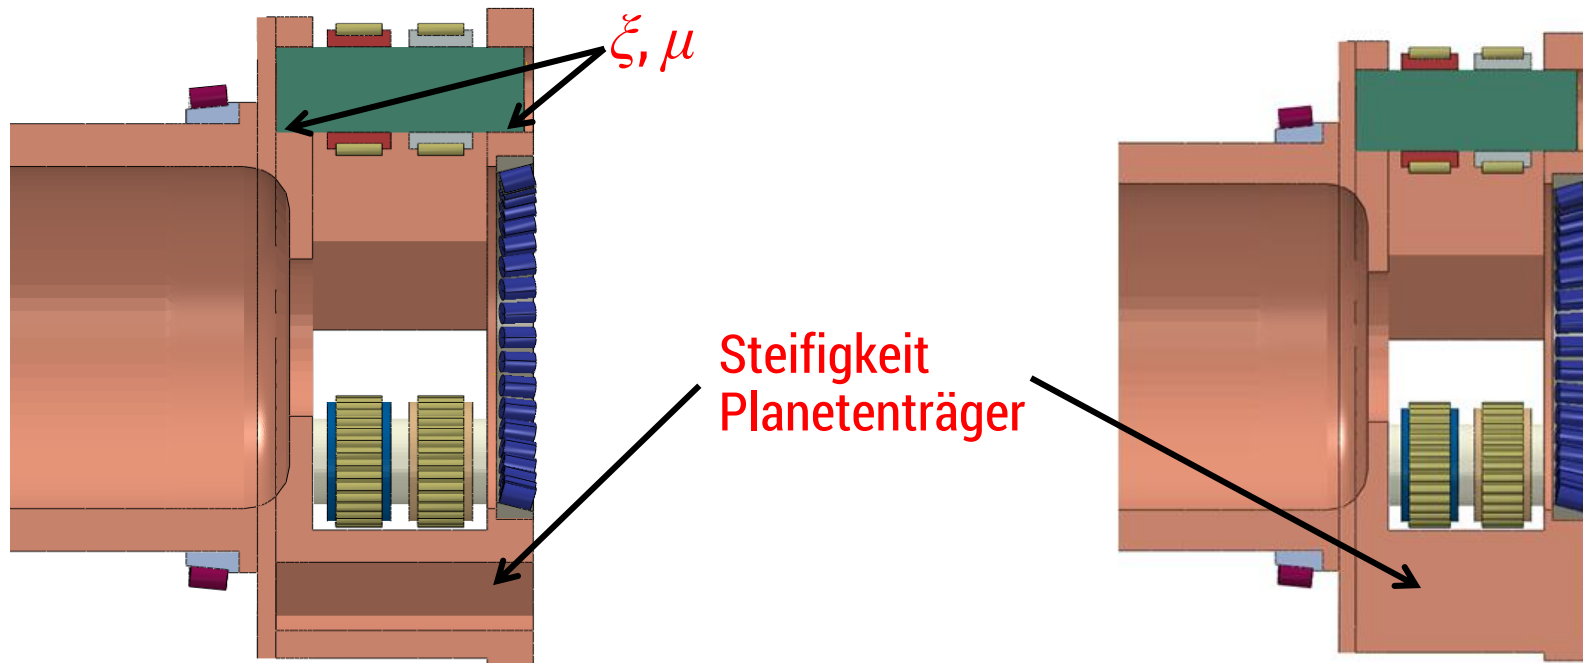 ξ, μ
Steifigkeit
Planetenträger